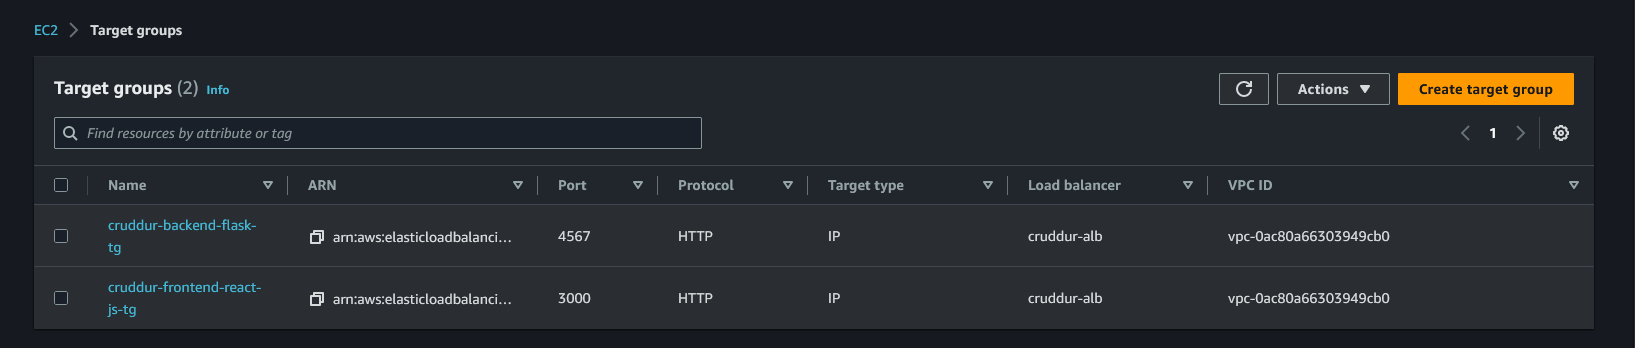 EC2 > Target groups
Target groups (2) Info
Actions
Create target group
Find resources by attribute or tag
1
Name ARN Port Protocol Target type Load balancer VPC ID
cruddur-backend-flask-
tg
arn:aws:elasticloadbalanci... 4567 HTTP IP cruddur-alb vpc-0ac80a66303949cb0
cruddur-frontend-react-
js-tg
arn:aws:elasticloadbalanci... 3000 HTTP IP cruddur-alb vpc-0ac80a66303949cb0